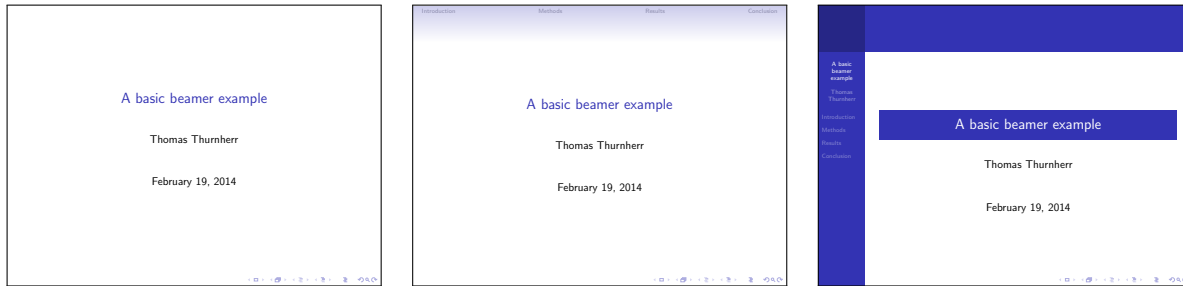 A basic beamer example
Thomas Thurnherr
February 19, 2014
Introduction Methods Results Conclusion
A basic beamer example
Thomas Thurnherr
February 19, 2014
A basic
beamer
example
Thomas
Thurnherr
Introduction
Methods
Results
Conclusion
A basic beamer example
Thomas Thurnherr
February 19, 2014